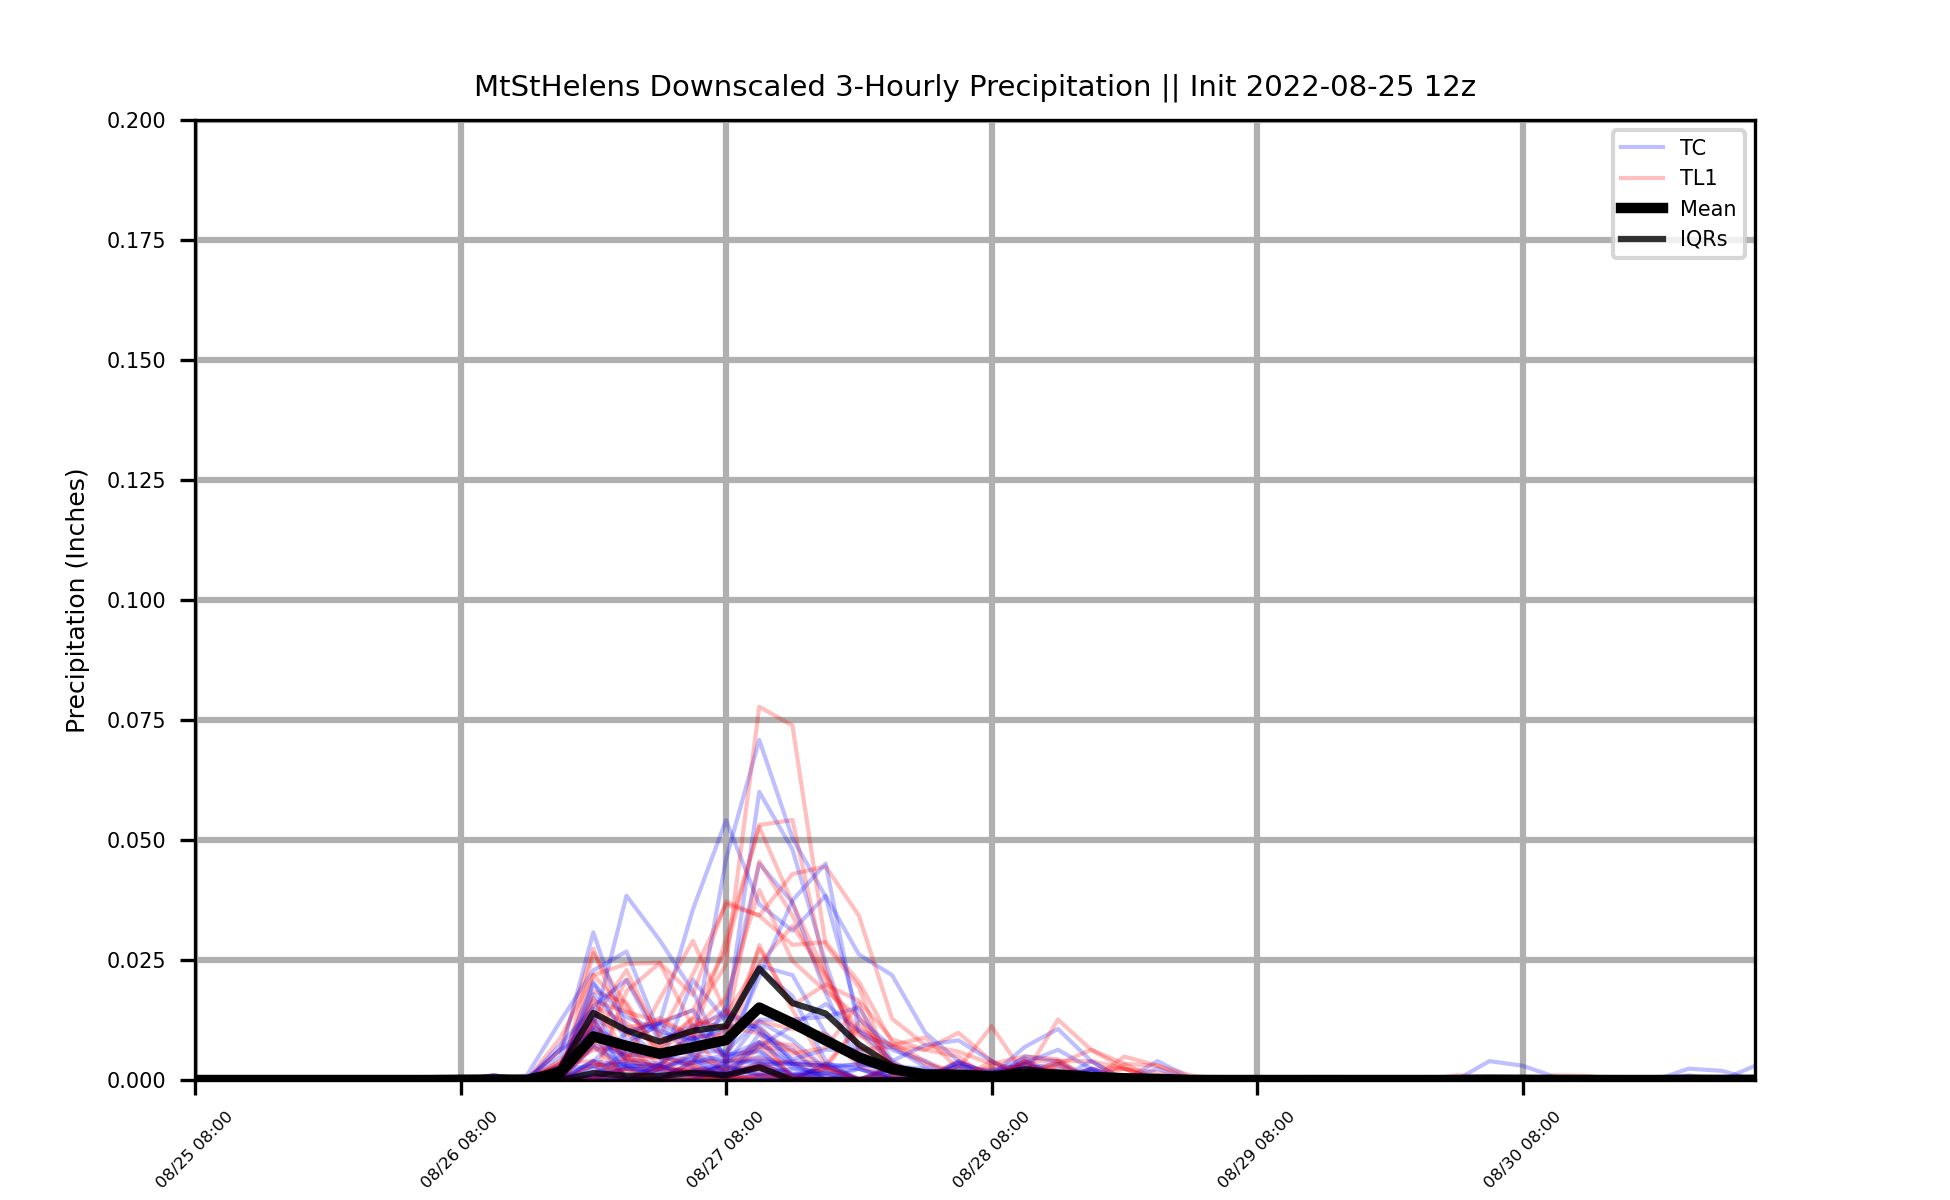 MtStHelens Downscaled 3-Hourly Precipitation || Init 2022-08-25 12z
0.200
0.175
0.150
0.125
0.100
0.075
0.050
0.025
0.000
Precipitation (Inches)
TC
TL1
Mean
IQRs
08/25 08:00
08/26 08:00
08/27 08:00
08/28 08:00
08/29 08:00
08/30 08:00